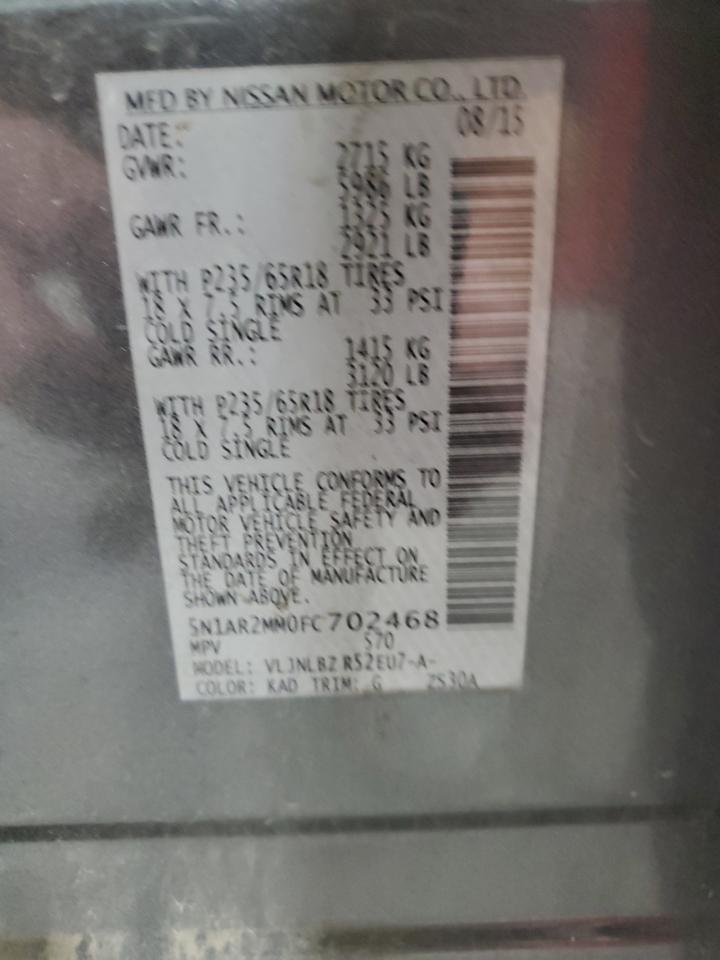 MFD BY NISSAN MOTOR CO., LTD.
DATE: 08/15
GVWR: 2715 KG
5986 LB
GAWR FR.: 1325 KG
2921 LB
WITH P235/65R18 TIRES
18 X 7.5 RIMS AT 33 PSI
COLD SINGLE
GAWR RR.: 1415 KG
3120 LB
WITH P235/65R18 TIRES
18 X 7.5 RIMS AT 33 PSI
COLD SINGLE
THIS VEHICLE CONFORMS TO
ALL APPLICABLE FEDERAL
MOTOR VEHICLE SAFETY AND
THEFT PREVENTION
STANDARDS IN EFFECT ON
THE DATE OF MANUFACTURE
SHOWN ABOVE.
5N1AR2MM0FC702468
MPV 570
MODEL: VLJNLBZ R52EU7-A-
COLOR: KAD TRIM: G ZS30A